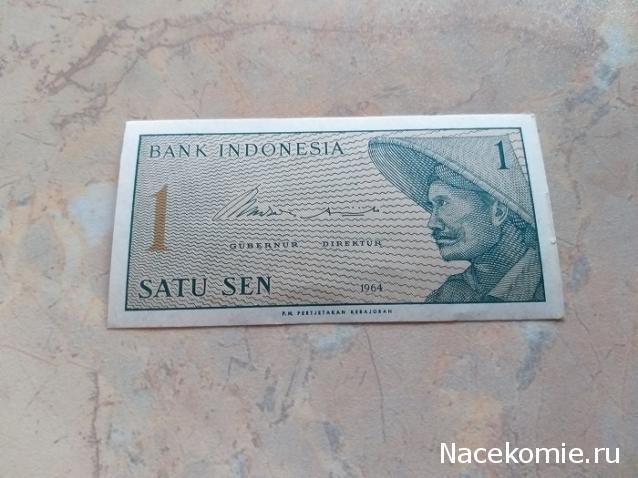 BANK INDONESIA
1
1
GUBERNUR DIREKTUR
SATU SEN
1964
P.N. PERTJETAKAN KEBAJORAN
Nacekomie.ru